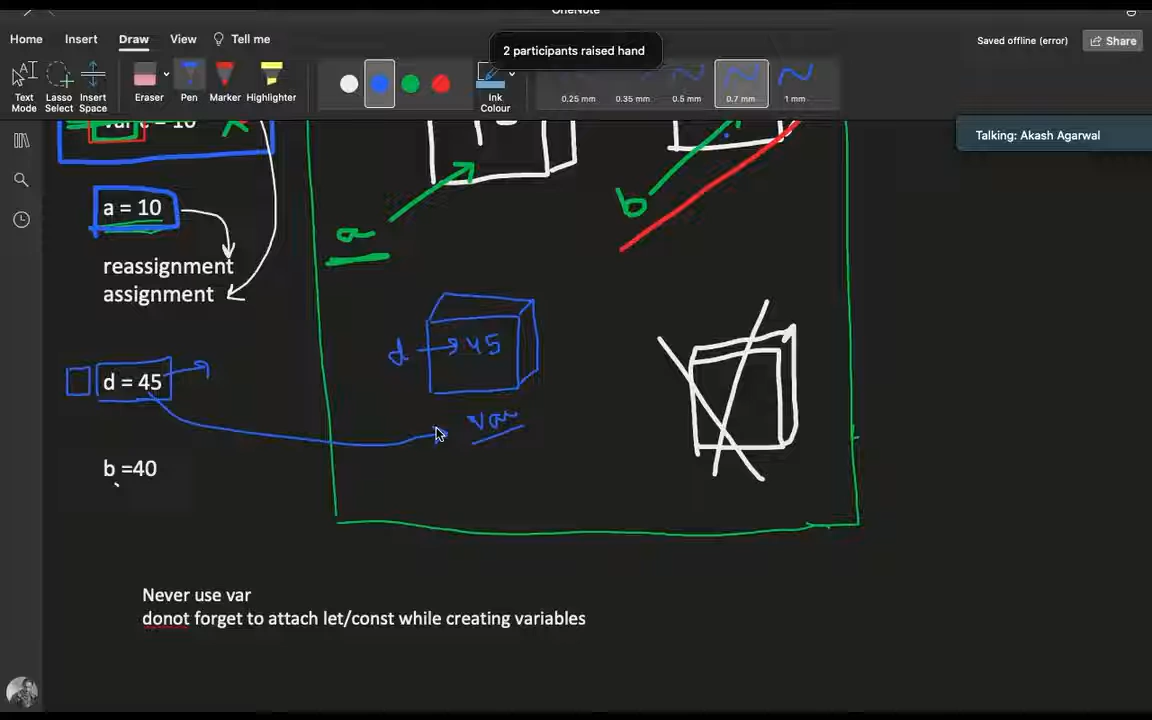 OneNote
Home Insert Draw View Tell me
2 participants raised hand
Saved offline (error) Share
Text Mode
Lasso Select
Insert Space
Eraser
Pen
Marker
Highlighter
Ink Colour
0.25 mm
0.35 mm
0.5 mm
0.7 mm
1 mm
Talking: Akash Agarwal
= 10
a = 10
b
a
reassignment
assignment
d 45
d = 45
var
b =40
Never use var
donot forget to attach let/const while creating variables